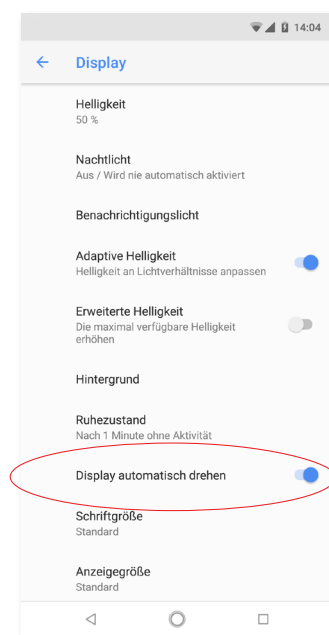 14:04
Display
Helligkeit
50 %
Nachtlicht
Aus / Wird nie automatisch aktiviert
Benachrichtigungslicht
Adaptive Helligkeit
Helligkeit an Lichtverhältnisse anpassen
Erweiterte Helligkeit
Die maximal verfügbare Helligkeit
erhöhen
Hintergrund
Ruhezustand
Nach 1 Minute ohne Aktivität
Display automatisch drehen
Schriftgröße
Standard
Anzeigegröße
Standard